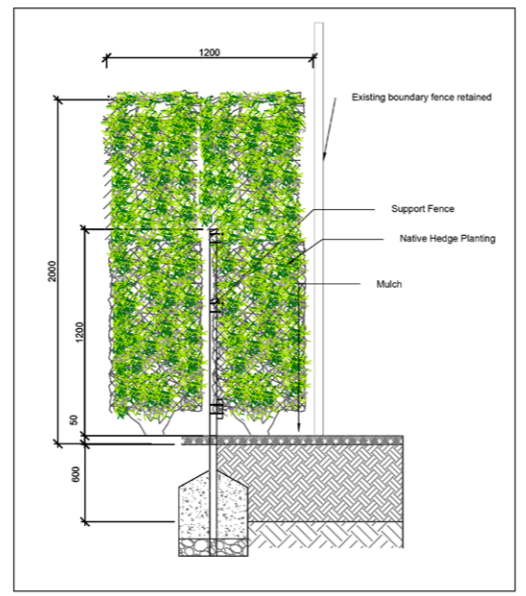 1200
Existing boundary fence retained
Support Fence
Native Hedge Planting
Mulch
2000
1200
50
600